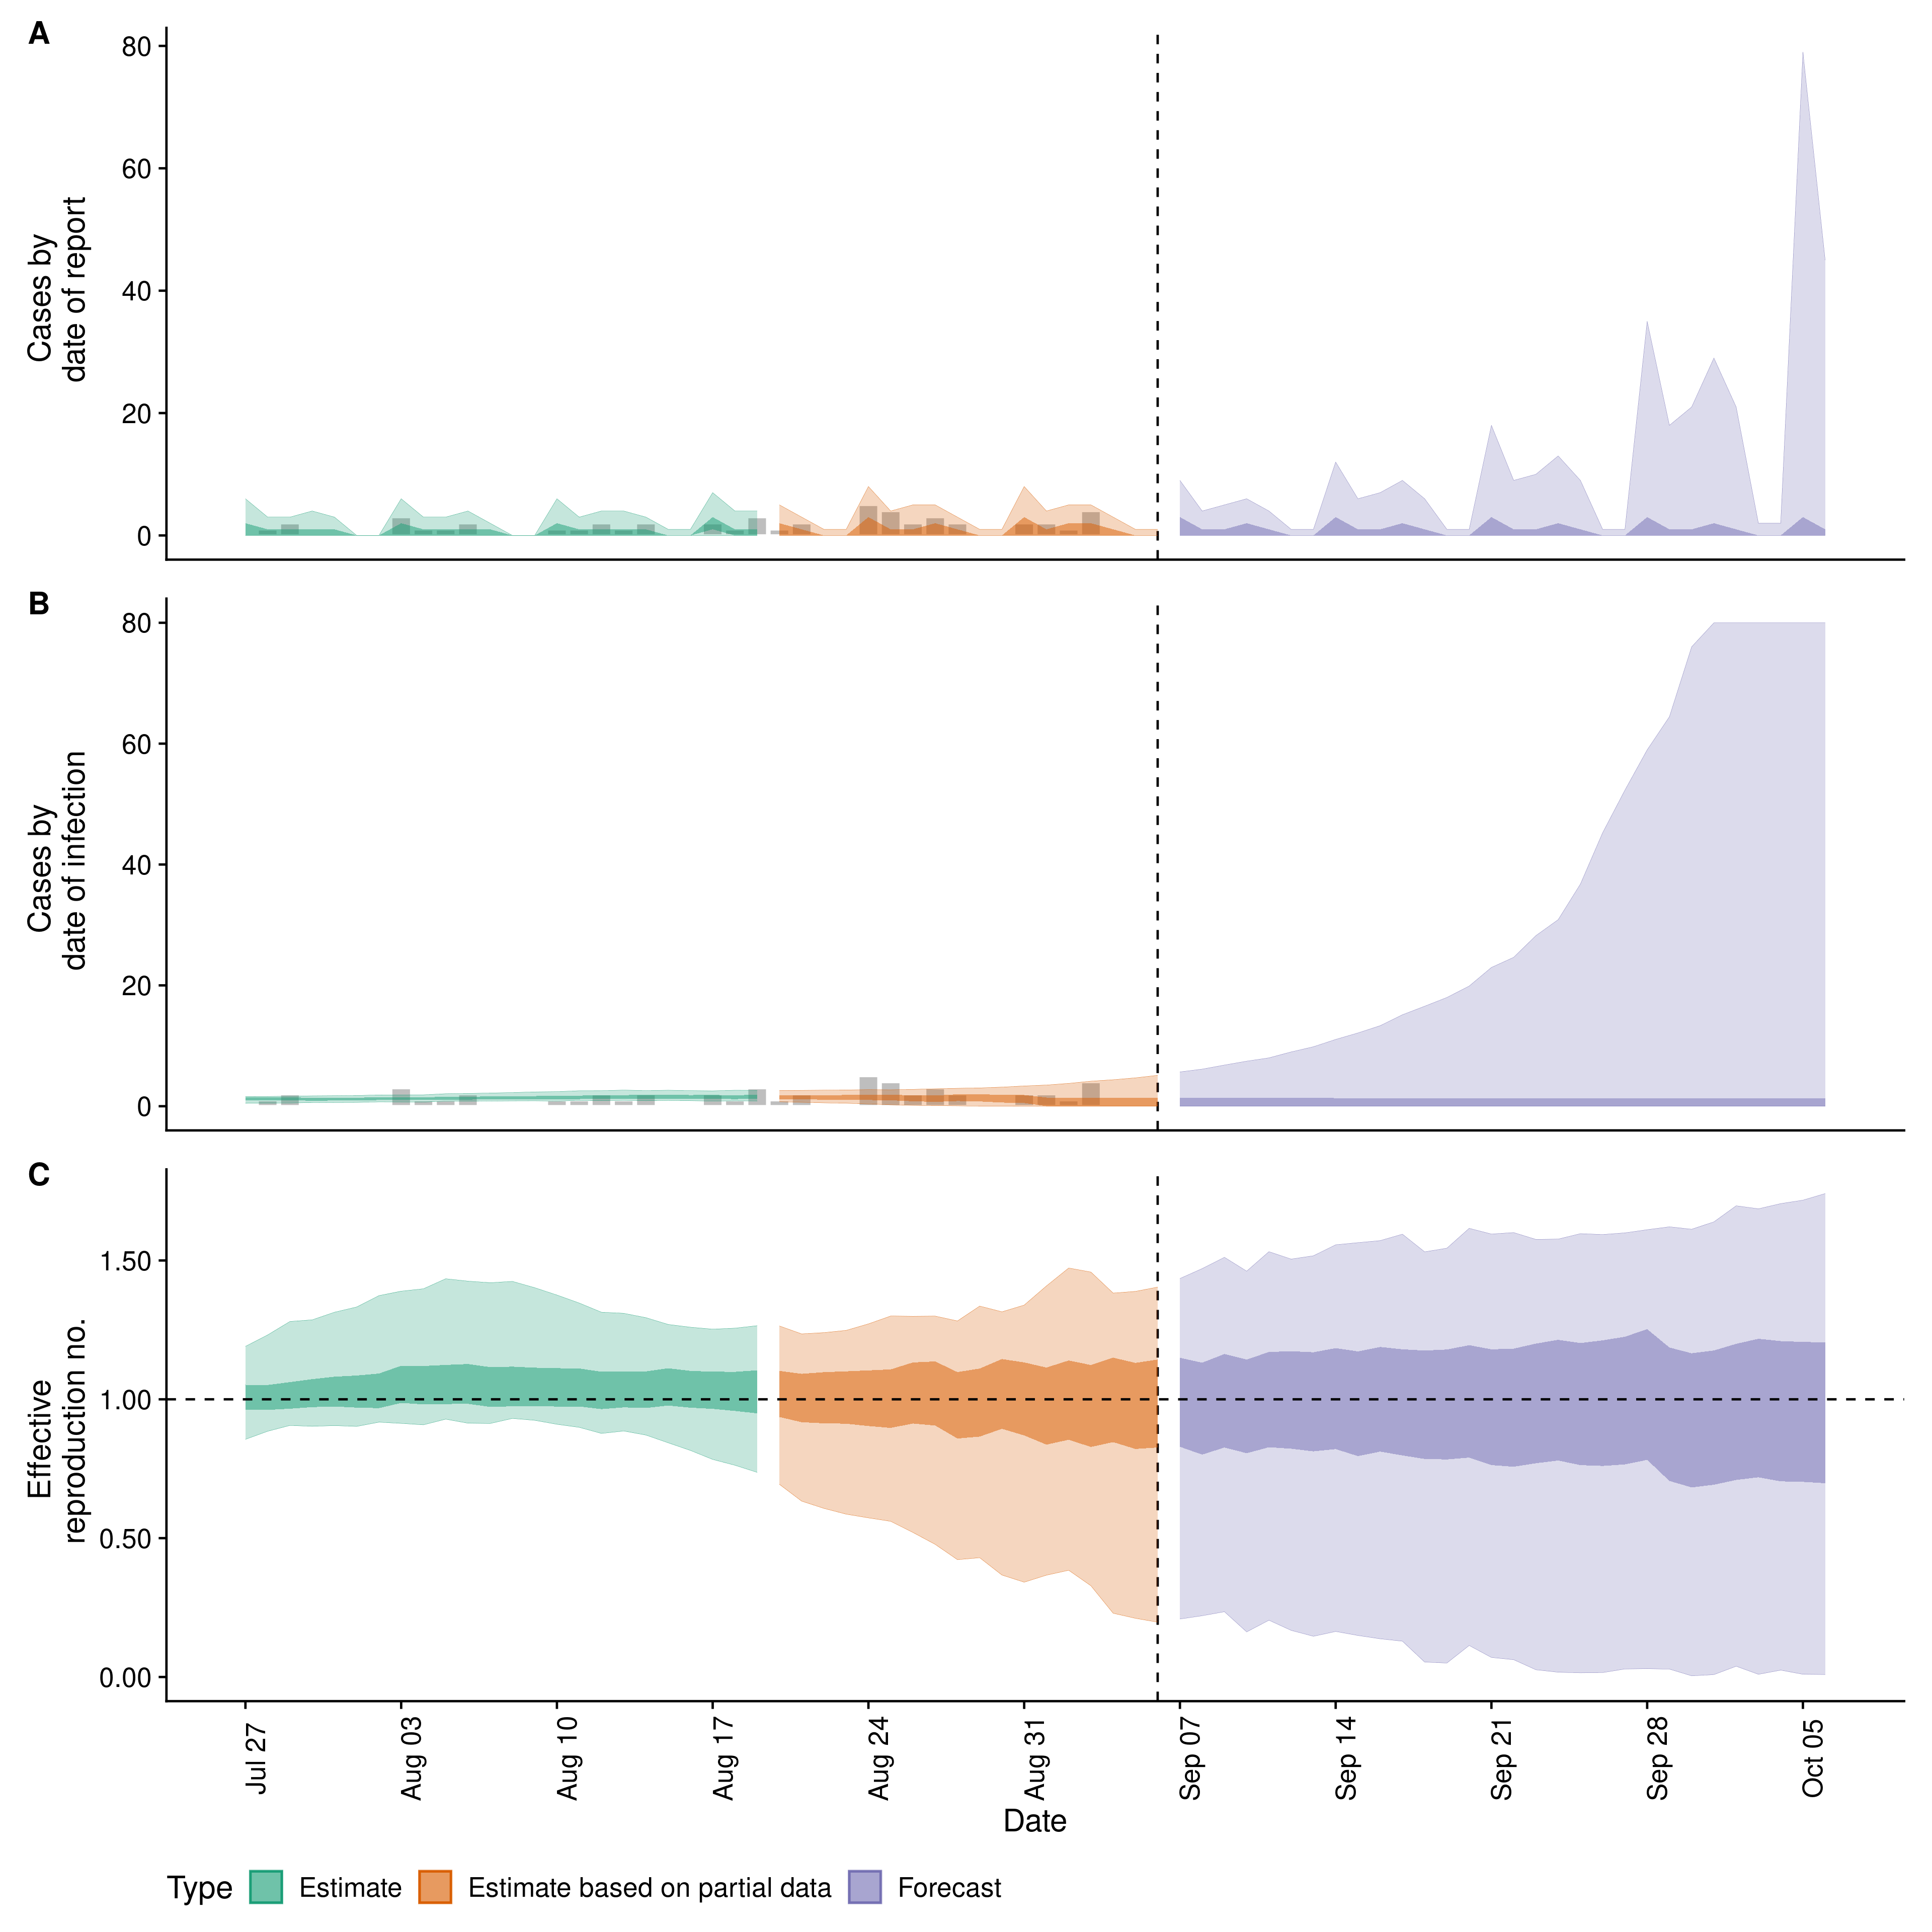 A
80
60
40
20
0
Cases by
date of report
B
80
60
40
20
0
Cases by
date of infection
C
1.50
1.00
0.50
0.00
Effective
reproduction no.
Jul 27
Aug 03
Aug 10
Aug 17
Aug 24
Aug 31
Sep 07
Sep 14
Sep 21
Sep 28
Oct 05
Date
Type Estimate Estimate based on partial data Forecast